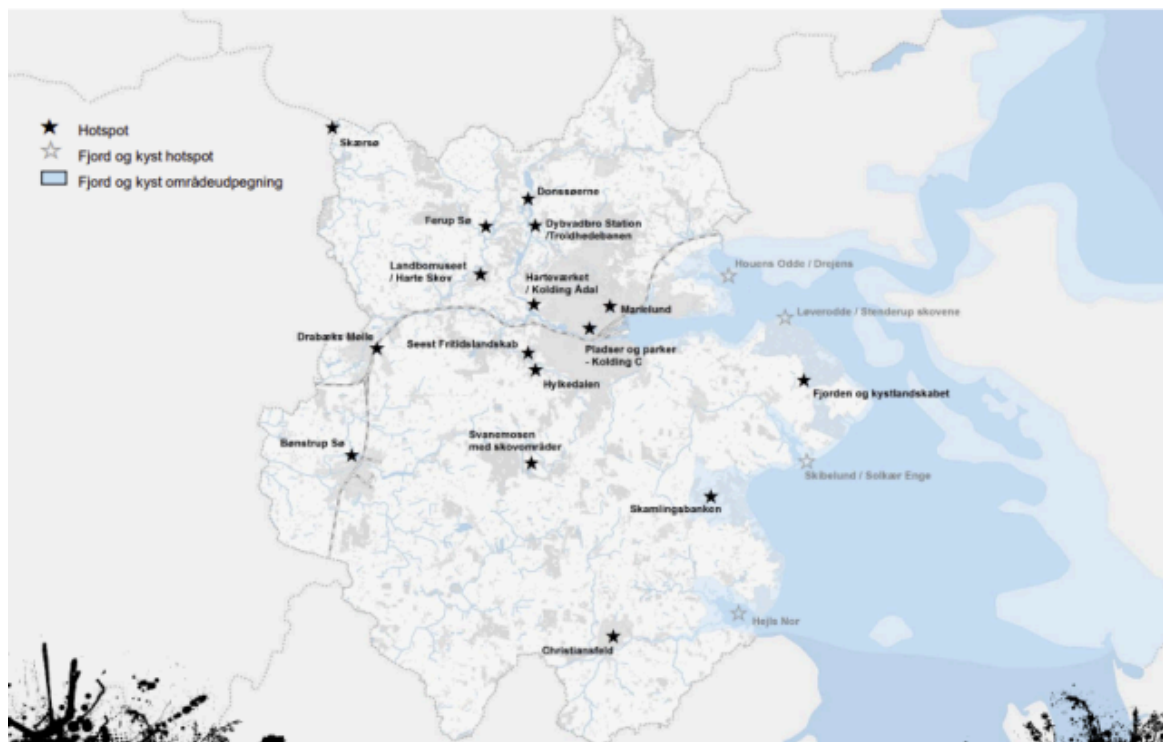 Hotspot
Fjord og kyst hotspot
Fjord og kyst områdeudpegning
Skærsø
Donssøerne
Ferup Sø
Dybvadbro Station
/Troldhedebanen
Landbomuseet
/ Harte Skov
Harteværket
/ Kolding Ådal
Houens Odde / Drejens
Marielund
Løverodde / Stenderup skovene
Drabæks Mølle
Seest Fritidslandskab
Pladser og parker
- Kolding C
Hylkedalen
Fjorden og kystlandskabet
Bønstrup Sø
Svanemosen
med skovområder
Skibelund / Solkær Enge
Skamlingsbanken
Hejls Nor
Christiansfeld